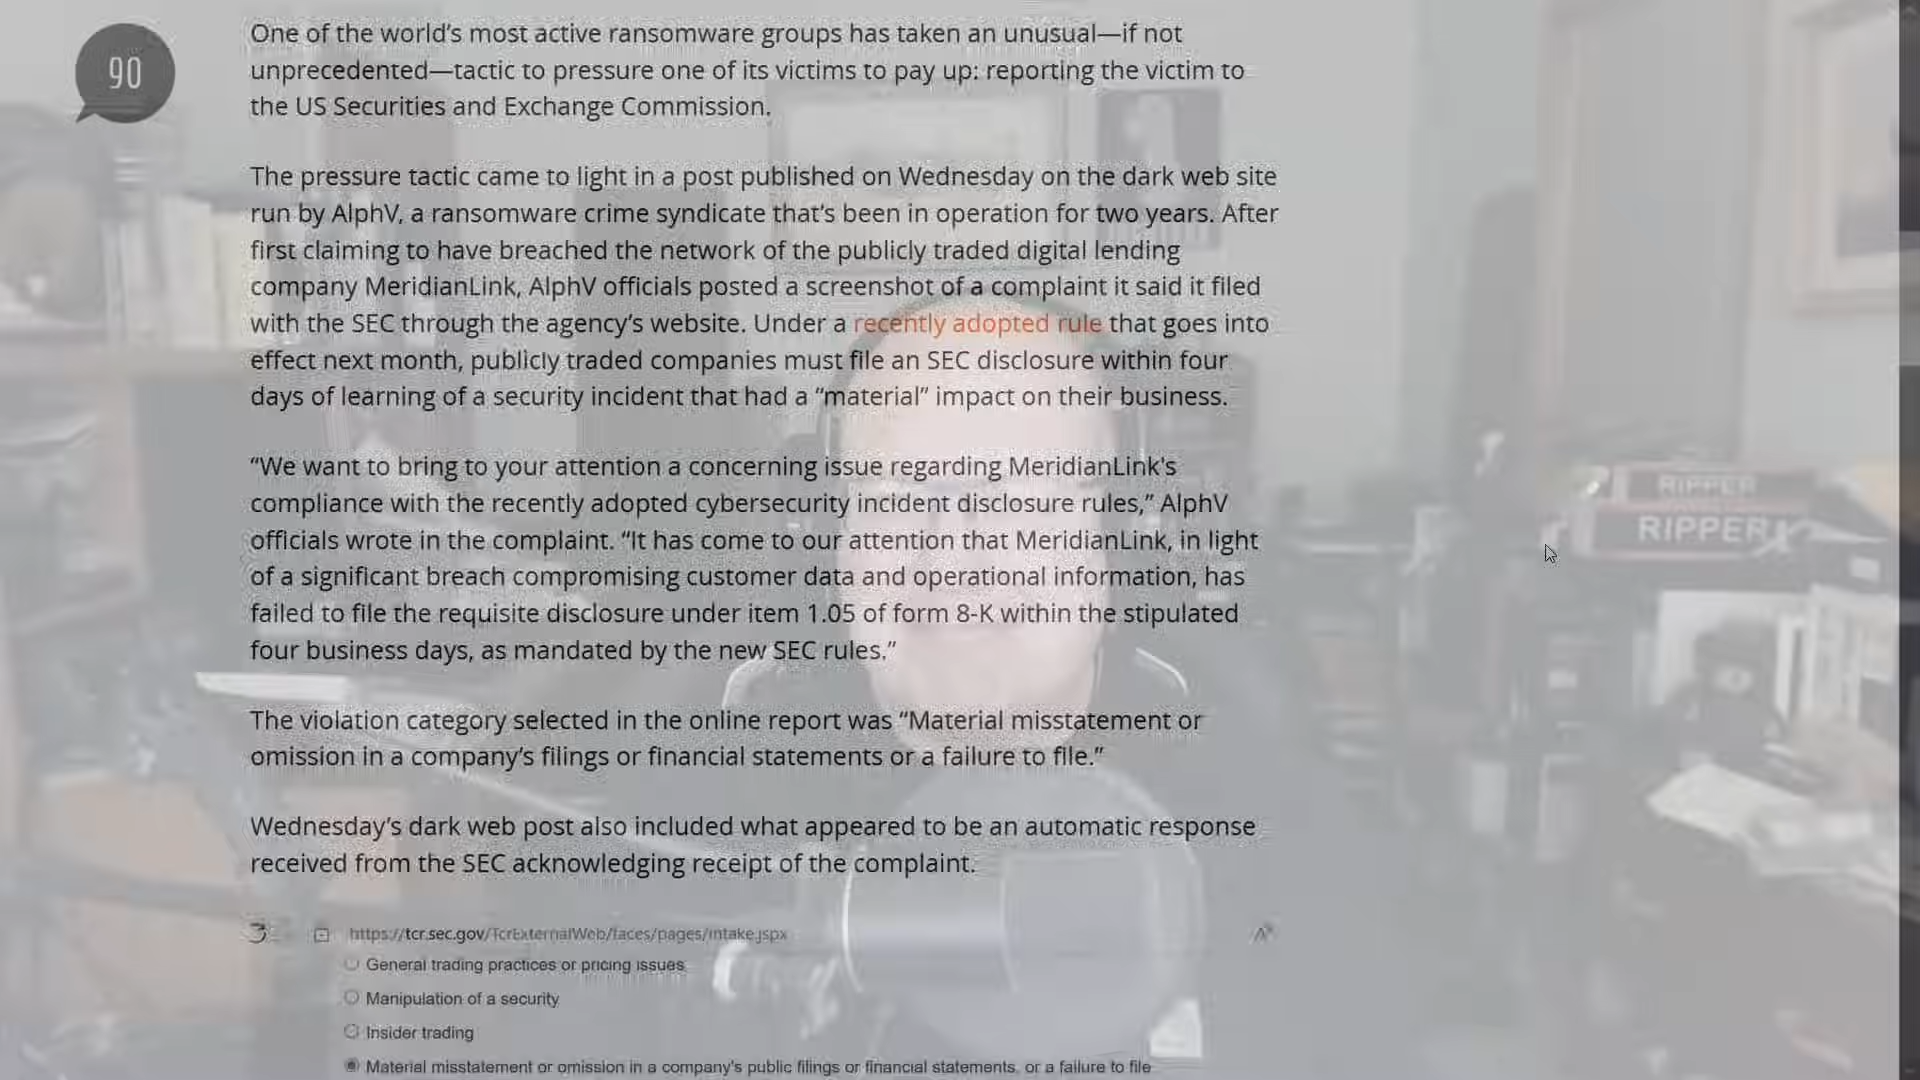 90
One of the world's most active ransomware groups has taken an unusual—if not
unprecedented—tactic to pressure one of its victims to pay up: reporting the victim to
the US Securities and Exchange Commission.
The pressure tactic came to light in a post published on Wednesday on the dark web site
run by AlphV, a ransomware crime syndicate that's been in operation for two years. After
first claiming to have breached the network of the publicly traded digital lending
company MeridianLink, AlphV officials posted a screenshot of a complaint it said it filed
with the SEC through the agency's website. Under a recently adopted rule that goes into
effect next month, publicly traded companies must file an SEC disclosure within four
days of learning of a security incident that had a “material” impact on their business.
“We want to bring to your attention a concerning issue regarding MeridianLink's
compliance with the recently adopted cybersecurity incident disclosure rules,” AlphV
officials wrote in the complaint. “It has come to our attention that MeridianLink, in light
of a significant breach compromising customer data and operational information, has
failed to file the requisite disclosure under item 1.05 of form 8-K within the stipulated
four business days, as mandated by the new SEC rules.”
The violation category selected in the online report was “Material misstatement or
omission in a company's filings or financial statements or a failure to file.”
Wednesday's dark web post also included what appeared to be an automatic response
received from the SEC acknowledging receipt of the complaint.
https://tcr.sec.gov/TcrExternalWeb/faces/pages/intake.jspx
General trading practices or pricing issues
Manipulation of a security
Insider trading
Material misstatement or omission in a company's public filings or financial statements, or a failure to file
RIPPER
RIPPER